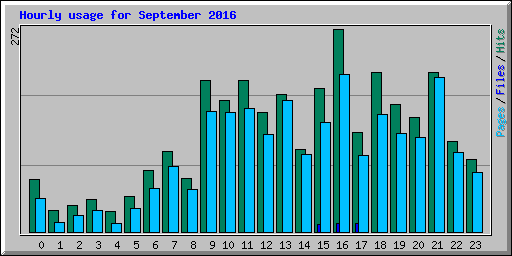 Hourly usage for September 2016
272
Pages / Files / Hits
0 1 2 3 4 5 6 7 8 9 10 11 12 13 14 15 16 17 18 19 20 21 22 23